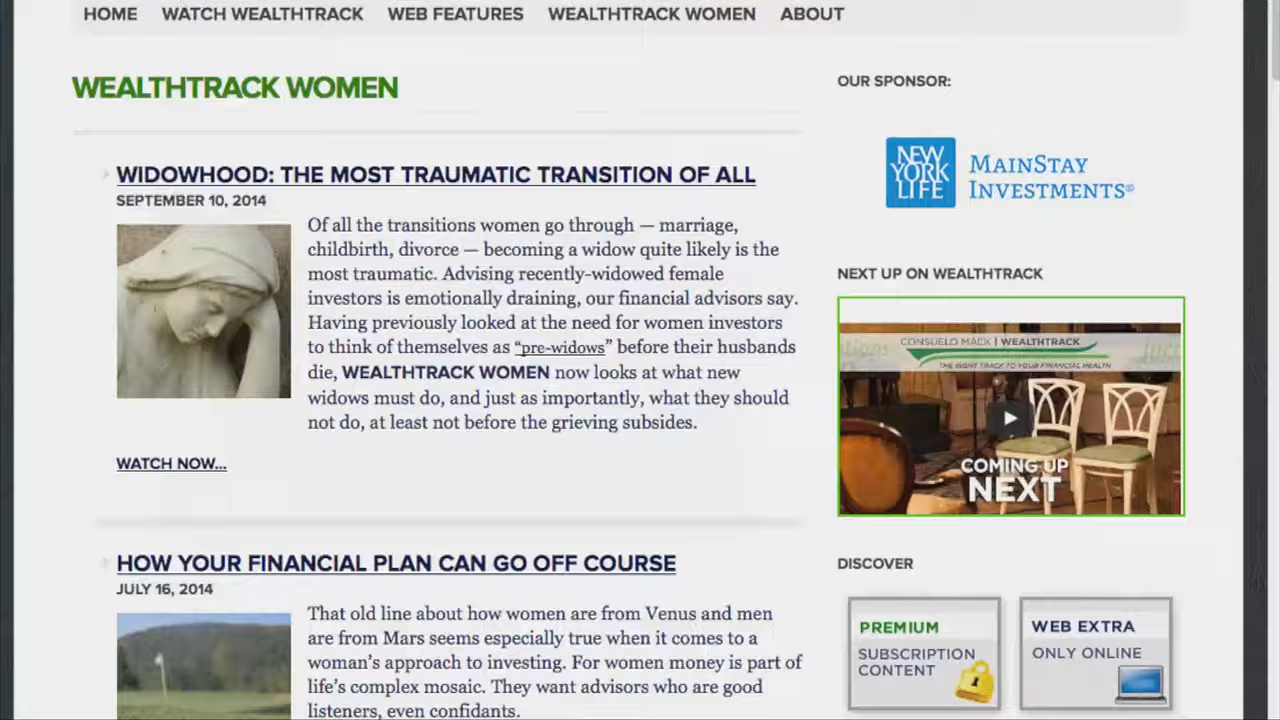 HOME WATCH WEALTHTRACK WEB FEATURES WEALTHTRACK WOMEN ABOUT
WEALTHTRACK WOMEN
WIDOWHOOD: THE MOST TRAUMATIC TRANSITION OF ALL
SEPTEMBER 10, 2014
Of all the transitions women go through — marriage,
childbirth, divorce — becoming a widow quite likely is the
most traumatic. Advising recently-widowed female
investors is emotionally draining, our financial advisors say.
Having previously looked at the need for women investors
to think of themselves as “pre-widows” before their husbands
die, WEALTHTRACK WOMEN now looks at what new
widows must do, and just as importantly, what they should
not do, at least not before the grieving subsides.
WATCH NOW...
HOW YOUR FINANCIAL PLAN CAN GO OFF COURSE
JULY 16, 2014
That old line about how women are from Venus and men
are from Mars seems especially true when it comes to a
woman’s approach to investing. For women money is part of
life’s complex mosaic. They want advisors who are good
listeners, even confidants.
OUR SPONSOR:
NEW
YORK
LIFE
MAINSTAY
INVESTMENTS®
NEXT UP ON WEALTHTRACK
CONSUELO MACK | WEALTHTRACK
THE RIGHT TRACK TO YOUR FINANCIAL HEALTH
COMING UP
NEXT
DISCOVER
PREMIUM
SUBSCRIPTION
CONTENT
WEB EXTRA
ONLY ONLINE